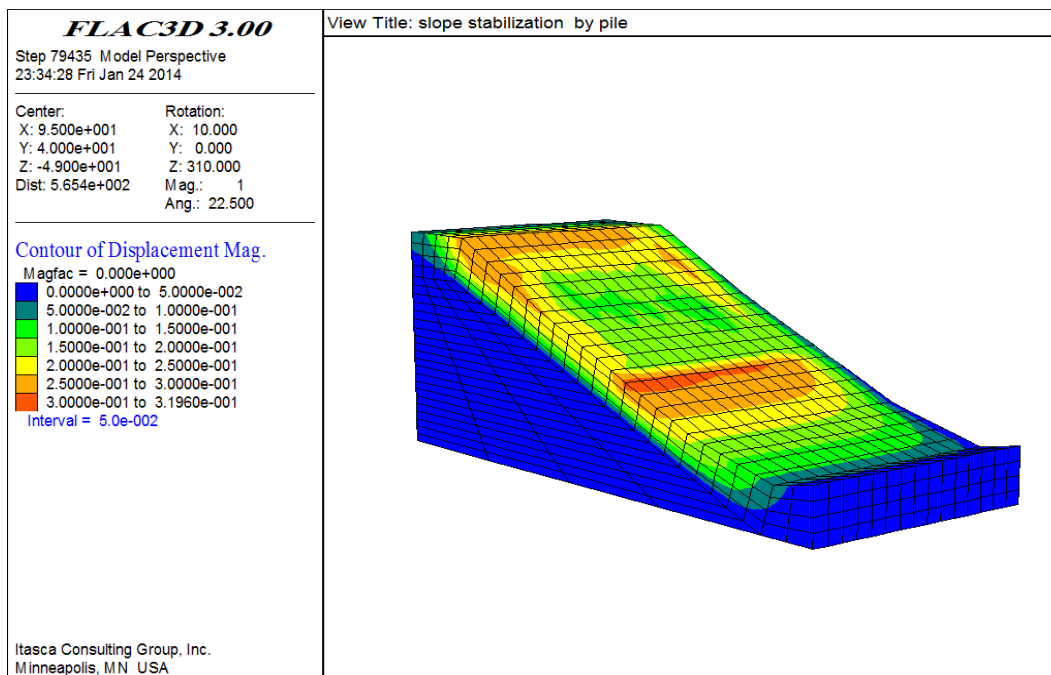 FLAC3D 3.00
Step 79435 Model Perspective
23:34:28 Fri Jan 24 2014
Center:
X: 9.500e+001
Y: 4.000e+001
Z: -4.900e+001
Dist: 5.654e+002
Rotation:
X: 10.000
Y: 0.000
Z: 310.000
Mag.: 1
Ang.: 22.500
Contour of Displacement Mag.
Magfac = 0.000e+000
0.0000e+000 to 5.0000e-002
5.0000e-002 to 1.0000e-001
1.0000e-001 to 1.5000e-001
1.5000e-001 to 2.0000e-001
2.0000e-001 to 2.5000e-001
2.5000e-001 to 3.0000e-001
3.0000e-001 to 3.1960e-001
Interval = 5.0e-002
Itasca Consulting Group, Inc.
Minneapolis, MN USA
View Title: slope stabilization by pile